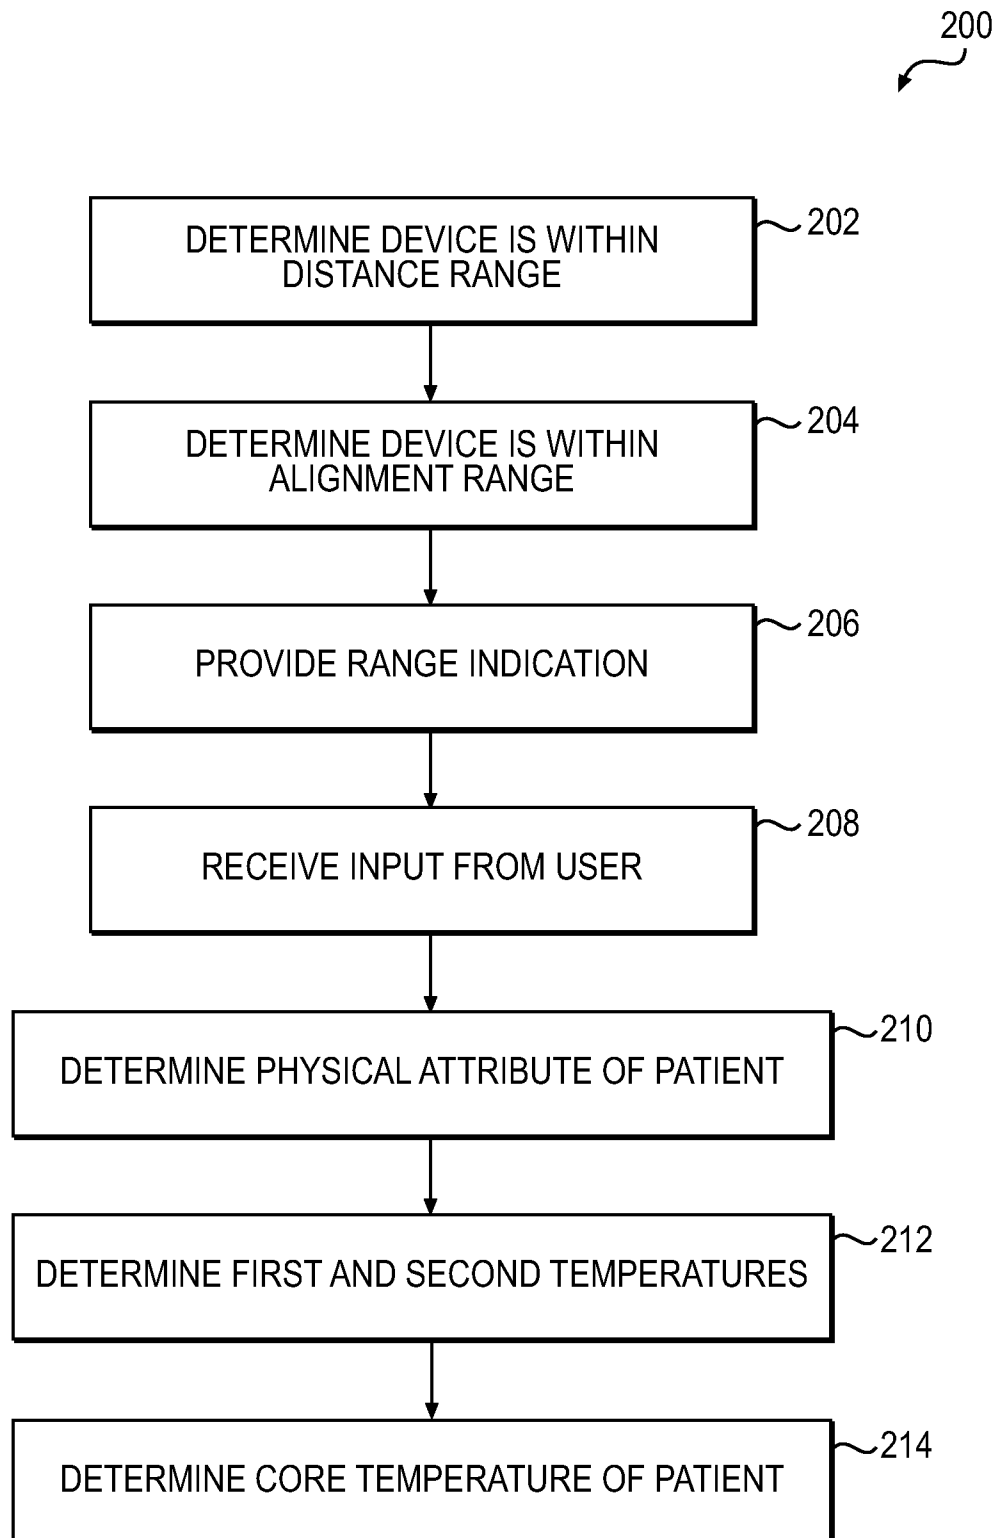 200
DETERMINE DEVICE IS WITHIN
DISTANCE RANGE
202
DETERMINE DEVICE IS WITHIN
ALIGNMENT RANGE
204
PROVIDE RANGE INDICATION
206
RECEIVE INPUT FROM USER
208
DETERMINE PHYSICAL ATTRIBUTE OF PATIENT
210
DETERMINE FIRST AND SECOND TEMPERATURES
212
DETERMINE CORE TEMPERATURE OF PATIENT
214